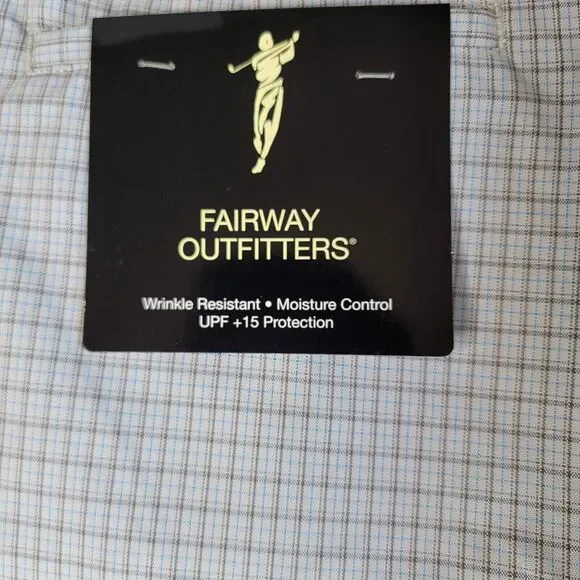 FAIRWAY
OUTFITTERS®
Wrinkle Resistant • Moisture Control
UPF +15 Protection